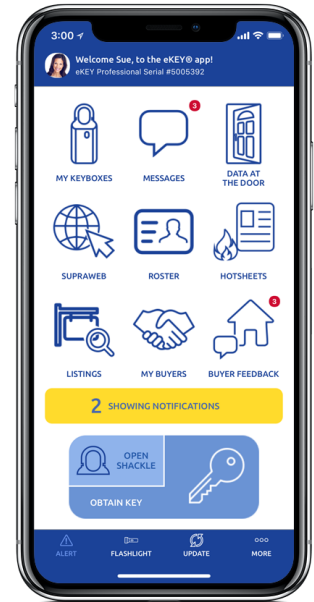 3:00
Welcome Sue, to the eKEY® app!
eKEY Professional Serial #5005392
MY KEYBOXES
3
MESSAGES
DATA AT
THE DOOR
SUPRAWEB
ROSTER
HOTSHEETS
LISTINGS
MY BUYERS
3
BUYER FEEDBACK
2 SHOWING NOTIFICATIONS
OPEN
SHACKLE
OBTAIN KEY
ALERT
FLASHLIGHT
UPDATE
MORE